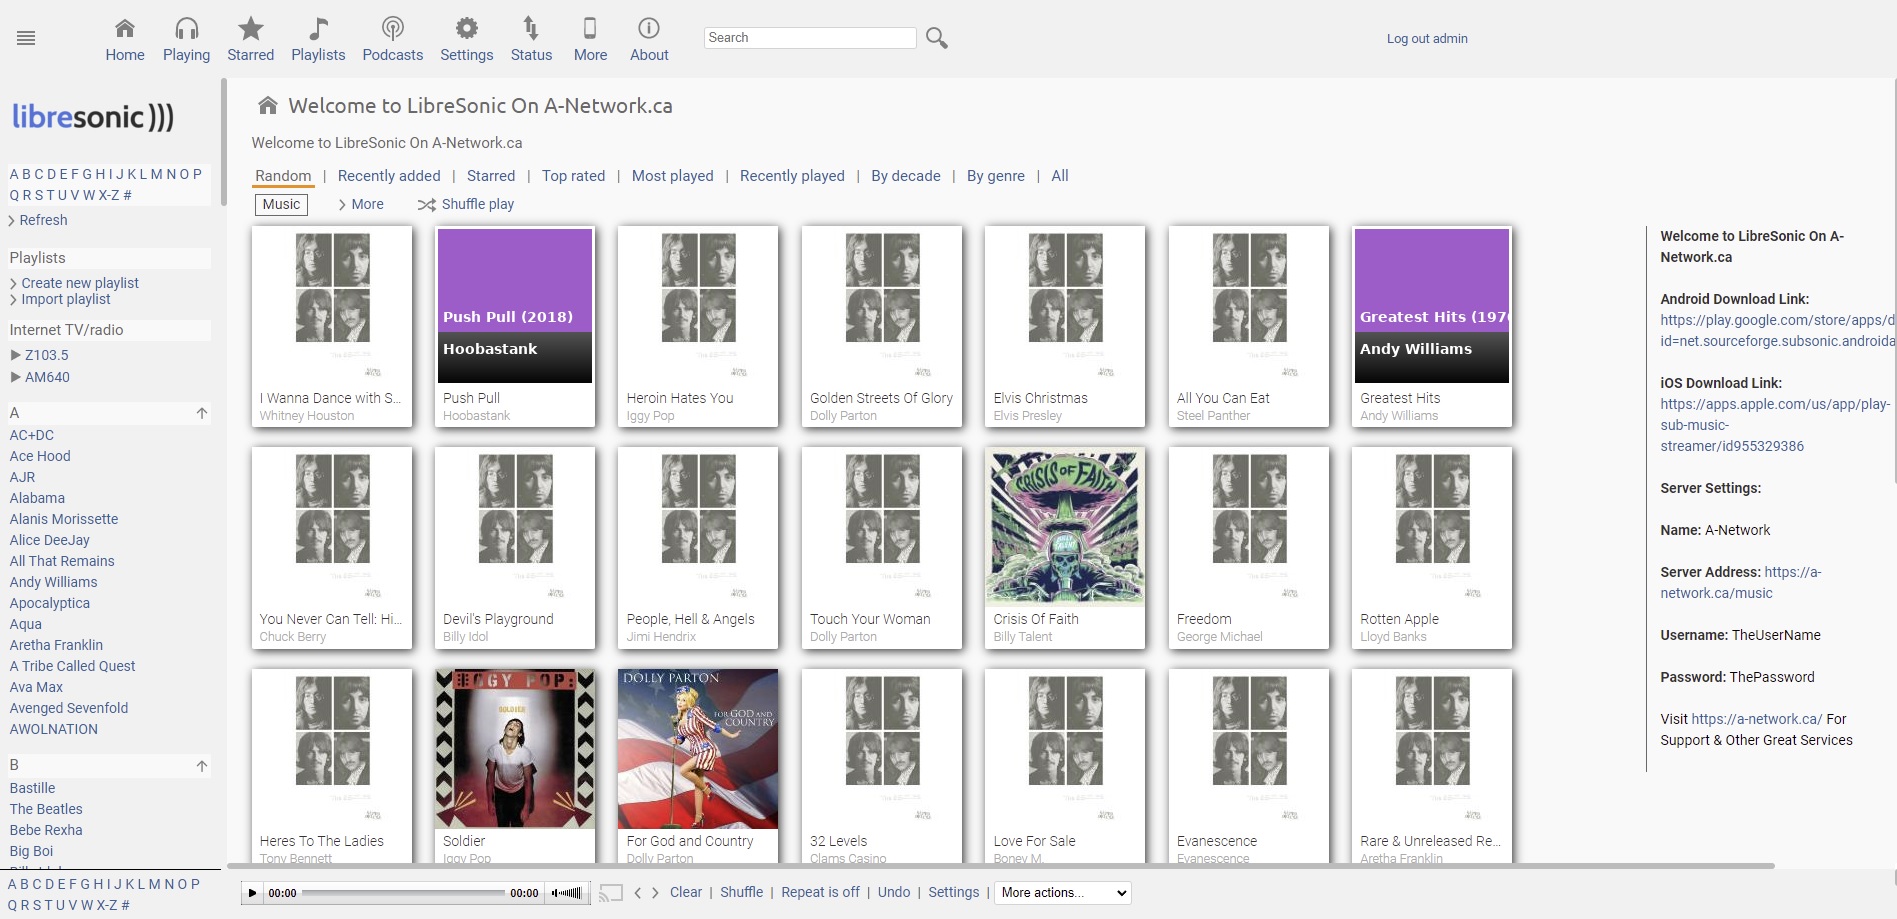 Home Playing Starred Playlists Podcasts Settings Status More About
Search
Log out admin
libresonic )))
A B C D E F G H I J K L M N O P
Q R S T U V W X-Z #
Refresh
Playlists
Create new playlist
Import playlist
Internet TV/radio
Z103.5
AM640
A
AC+DC
Ace Hood
AJR
Alabama
Alanis Morissette
Alice DeeJay
All That Remains
Andy Williams
Apocalyptica
Aqua
Aretha Franklin
A Tribe Called Quest
Ava Max
Avenged Sevenfold
AWOLNATION
B
Bastille
The Beatles
Bebe Rexha
Big Boi
A B C D E F G H I J K L M N O P
Q R S T U V W X-Z #
Welcome to LibreSonic On A-Network.ca
Welcome to LibreSonic On A-Network.ca
Random | Recently added | Starred | Top rated | Most played | Recently played | By decade | By genre | All
Music More Shuffle play
I Wanna Dance with S...
Whitney Houston
Push Pull (2018)
Hoobastank
Push Pull
Hoobastank
Heroin Hates You
Iggy Pop
Golden Streets Of Glory
Dolly Parton
Elvis Christmas
Elvis Presley
All You Can Eat
Steel Panther
Greatest Hits (197
Andy Williams
Greatest Hits
Andy Williams
You Never Can Tell: Hi...
Chuck Berry
Devil's Playground
Billy Idol
People, Hell & Angels
Jimi Hendrix
Touch Your Woman
Dolly Parton
CRISIS OF FAITH
BILLY TALENT
Crisis Of Faith
Billy Talent
Freedom
George Michael
Rotten Apple
Lloyd Banks
Heres To The Ladies
Tony Bennett
IGGY POP:
SOLDIER
Soldier
Iggy Pop
DOLLY PARTON
FOR GOD AND
COUNTRY
For God and Country
Dolly Parton
32 Levels
Clams Casino
Love For Sale
Boney M.
Evanescence
Evanescence
Rare & Unreleased Re...
Aretha Franklin
Welcome to LibreSonic On A-
Network.ca
Android Download Link:
https://play.google.com/store/apps/d
id=net.sourceforge.subsonic.androida
iOS Download Link:
https://apps.apple.com/us/app/play-
sub-music-
streamer/id955329386
Server Settings:
Name: A-Network
Server Address: https://a-
network.ca/music
Username: TheUserName
Password: ThePassword
Visit https://a-network.ca/ For
Support & Other Great Services
00:00 00:00 Clear | Shuffle | Repeat is off | Undo | Settings | More actions...